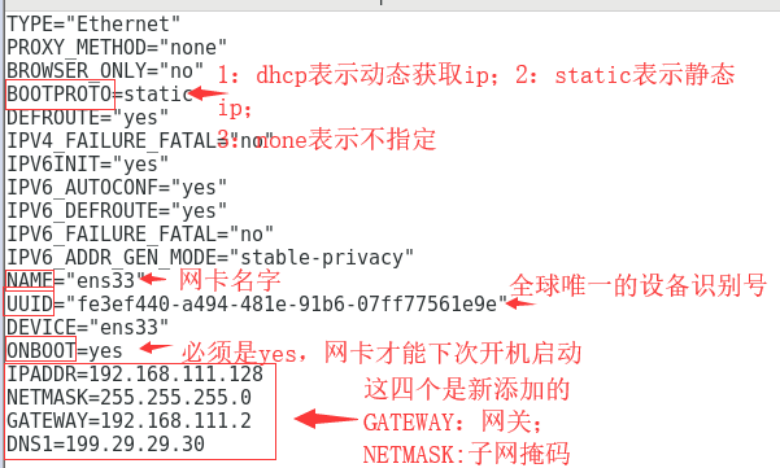 TYPE="Ethernet"
PROXY_METHOD="none"
BROWSER_ONLY="no"
1：dhcp表示动态获取ip；2：static表示静态
BOOTPROTO=static
ip；
DEFROUTE="yes"
IPV4_FAILURE_FATAL="no"
3：none表示不指定
IPV6INIT="yes"
IPV6_AUTOCONF="yes"
IPV6_DEFROUTE="yes"
IPV6_FAILURE_FATAL="no"
IPV6_ADDR_GEN_MODE="stable-privacy"
NAME="ens33"
网卡名字
全球唯一的设备识别号
UUID="fe3ef440-a494-481e-91b6-07ff77561e9e"
DEVICE="ens33"
ONBOOT=yes
必须是yes，网卡才能下次开机启动
IPADDR=192.168.111.128
NETMASK=255.255.255.0
GATEWAY=192.168.111.2
DNS1=199.29.29.30
这四个是新添加的
GATEWAY：网关；
NETMASK:子网掩码